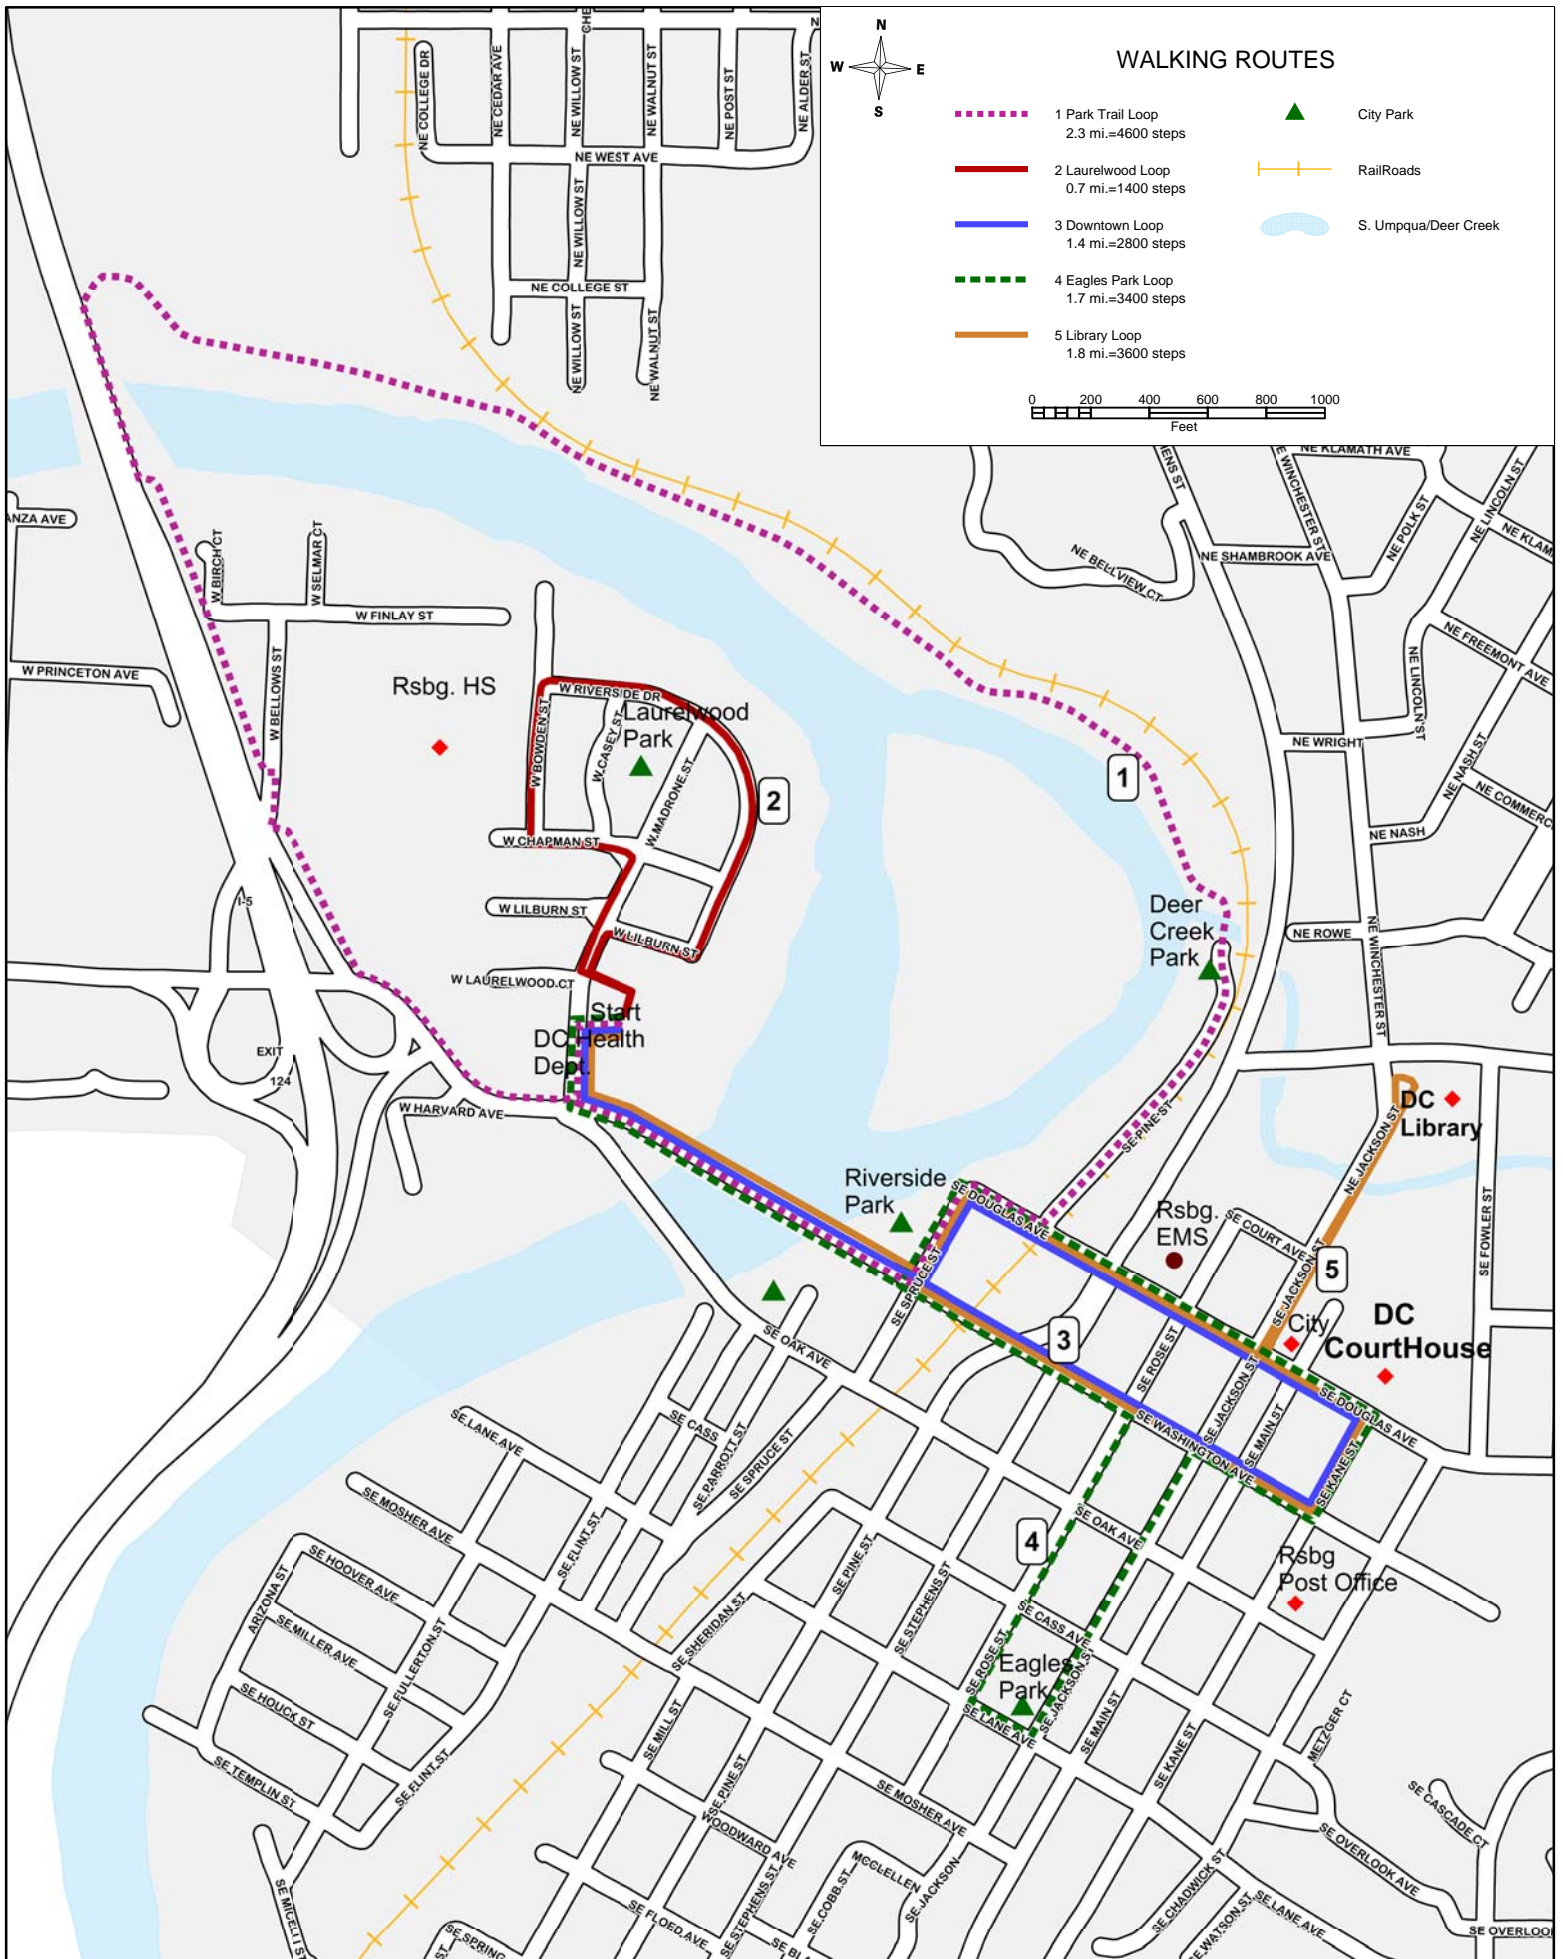 N
W E
S
WALKING ROUTES
1 Park Trail Loop
2.3 mi.=4600 steps
2 Laurelwood Loop
0.7 mi.=1400 steps
3 Downtown Loop
1.4 mi.=2800 steps
4 Eagles Park Loop
1.7 mi.=3400 steps
5 Library Loop
1.8 mi.=3600 steps
City Park
RailRoads
S. Umpqua/Deer Creek
0 200 400 600 800 1000
Feet
NE COLLEGE DR
NE CEDAR AVE
NE WILLOW ST
CHE
NE WALNUT ST
NE POST ST
NE ALDER ST
N
NE WEST AVE
NE WILLOW ST
NE COLLEGE ST
NE WILLOW ST
NE WALNUT ST
ENS ST
E WINCHESTER ST
NE KLAMATH AVE
NE LINCOLN ST
NE POLK ST
NE KLAM
NE SHAMBROOK AVE
NE BELLVIEW CT
NE FREEMONT AVE
NE LINCOLN ST
NE WRIGHT
NE NASH ST
NE COMMERC
NE NASH
NE ROWE
NE WINCHESTER ST
ANZA AVE
W BIRCH CT
W SELMAR CT
W FINLAY ST
W PRINCETON AVE
W BELLOWS ST
Rsbg. HS
W RIVERSIDE DR
W BOWDEN ST
W CASEY ST
Laurelwood
Park
W MADRONE ST
2
1
W CHAPMAN ST
W LILBURN ST
W LILBURN ST
W LAURELWOOD CT
I-5
EXIT
124
Start
DC Health
Dept.
W HARVARD AVE
Deer
Creek
Park
SE PINE ST
DC
Library
NE JACKSON ST
Riverside
Park
SE DOUGLAS AVE
Rsbg.
EMS
SE COURT AVE
SE FOWLER ST
SE SPRUCE ST
SE JACKSON ST
5
City
DC
CourtHouse
3
SE OAK AVE
SE ROSE ST
SE JACKSON ST
SE MAIN ST
SE DOUGLAS AVE
SE WASHINGTON AVE
SE KANE ST
SE LANE AVE
SE CASS
SE PARROTT ST
SE SPRUCE ST
SE MOSHER AVE
SE FLINT ST
SE HOOVER AVE
ARIZONA ST
SE MILLER AVE
SE FULLERTON ST
SE HOUCK ST
SE TEMPLIN ST
SE FLINT ST
SE MICELLI ST
4
SE OAK AVE
Rsbg
Post Office
SE PINE ST
SE STEPHENS ST
SE SHERIDAN ST
SE CASS AVE
SE ROSE ST
Eagles
Park
SE JACKSON ST
SE LANE AVE
SE MAIN ST
SE KANE ST
METZGER CT
SE MILL ST
SE PINE ST
SE MOSHER AVE
WOODWARD AVE
SE CASCADE CT
SE OVERLOOK AVE
MCCLELLEN
SE COBB ST
SE JACKSON
SE STEPHENS ST
SE FLOED AVE
SE SPRING
ST
SE BL
SE CHADWICK ST
SE WATSON ST
SE LANE AVE
SE OVERLOO